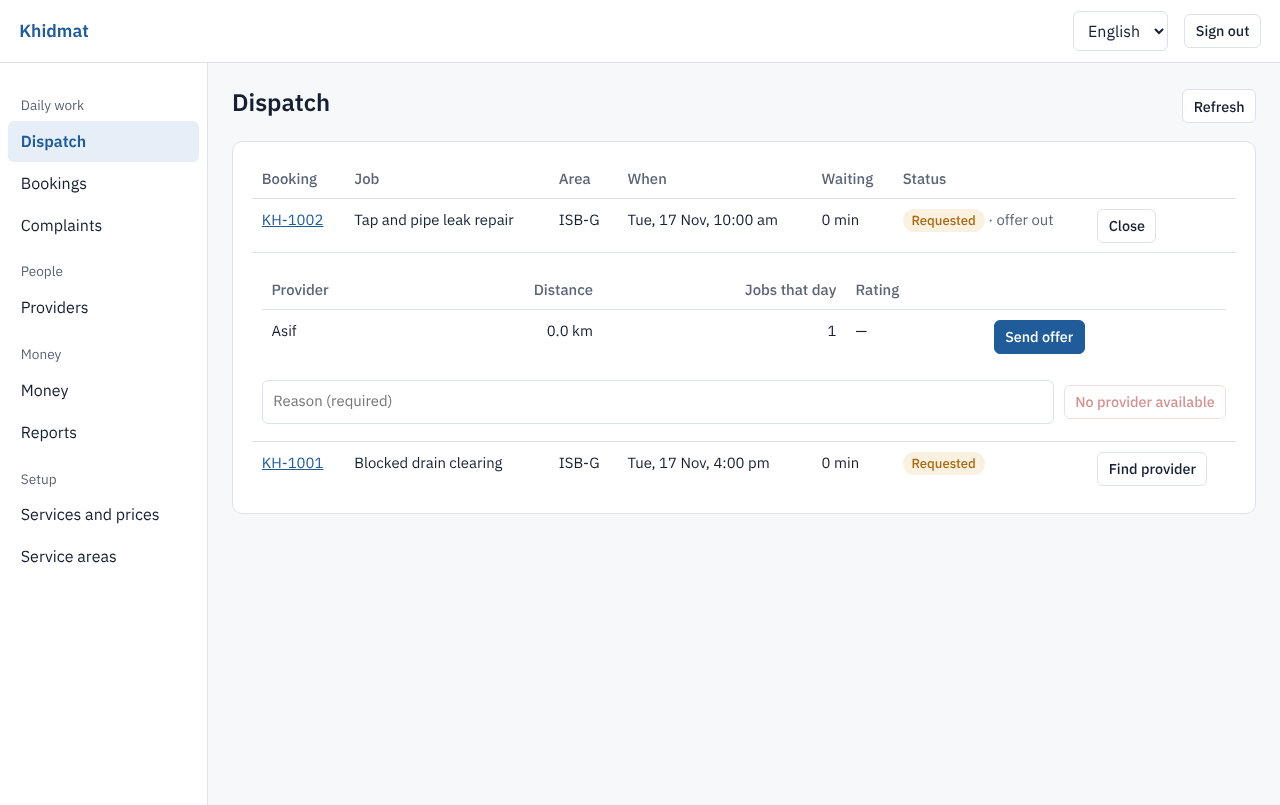 Khidmat
English
Sign out
Daily work
Dispatch
Bookings
Complaints
People
Providers
Money
Money
Reports
Setup
Services and prices
Service areas
Dispatch
Refresh
Booking Job Area When Waiting Status
KH-1002 Tap and pipe leak repair ISB-G Tue, 17 Nov, 10:00 am 0 min Requested · offer out Close
Provider Distance Jobs that day Rating
Asif 0.0 km 1 — Send offer
Reason (required) No provider available
KH-1001 Blocked drain clearing ISB-G Tue, 17 Nov, 4:00 pm 0 min Requested Find provider